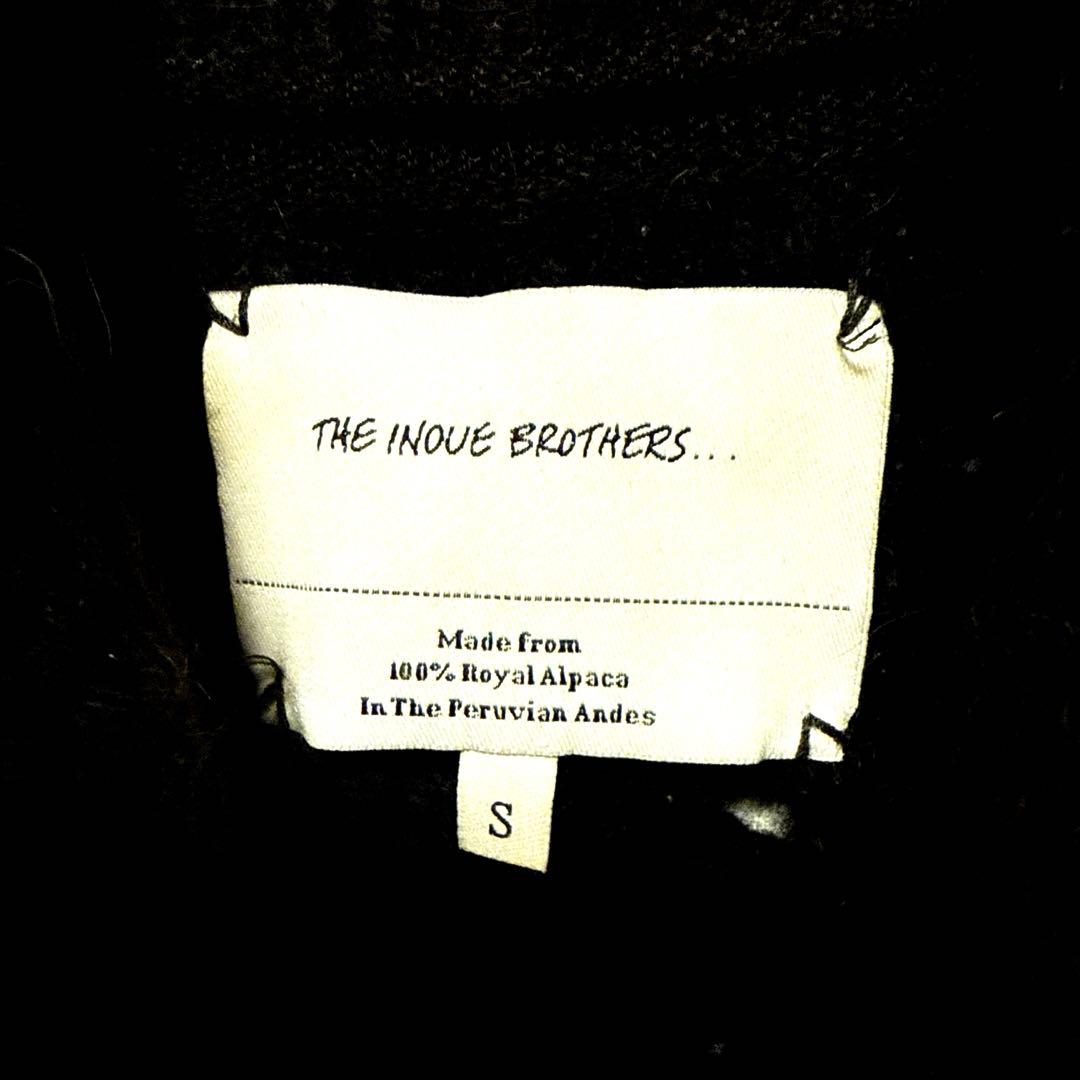 THE INOUE BROTHERS...
Made from
100% Royal Alpaca
In The Peruvian Andes
S